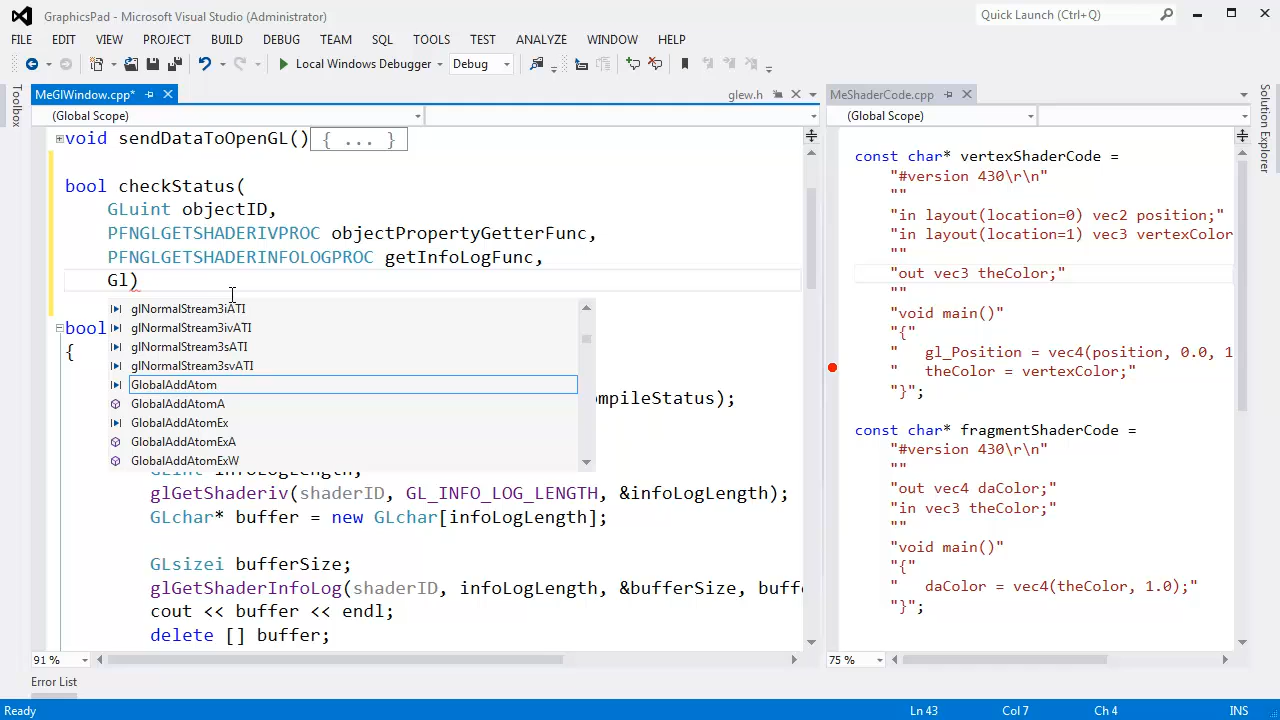 GraphicsPad - Microsoft Visual Studio (Administrator)
Quick Launch (Ctrl+Q)
FILE EDIT VIEW PROJECT BUILD DEBUG TEAM SQL TOOLS TEST ANALYZE WINDOW HELP
Local Windows Debugger Debug
Toolbox
MeGlWindow.cpp* glew.h
(Global Scope)
void sendDataToOpenGL(){ ... }
bool checkStatus(
GLuint objectID,
PFNGLGETSHADERIVPROC objectPropertyGetterFunc,
PFNGLGETSHADERINFOLOGPROC getInfoLogFunc,
Gl)
glNormalStream3iATI
glNormalStream3ivATI
glNormalStream3sATI
glNormalStream3svATI
GlobalAddAtom
GlobalAddAtomA
GlobalAddAtomEx
GlobalAddAtomExA
GlobalAddAtomExW
bool
{
ompileStatus);
GLint infoLogLength;
glGetShaderiv(shaderID, GL_INFO_LOG_LENGTH, &infoLogLength);
GLchar* buffer = new GLchar[infoLogLength];
GLsizei bufferSize;
glGetShaderInfoLog(shaderID, infoLogLength, &bufferSize, buffe
cout << buffer << endl;
delete [] buffer;
91 %
MeShaderCode.cpp
(Global Scope)
const char* vertexShaderCode =
"#version 430\r\n"
""
"in layout(location=0) vec2 position;"
"in layout(location=1) vec3 vertexColor
""
"out vec3 theColor;"
""
"void main()"
"{"
"   gl_Position = vec4(position, 0.0, 1
"   theColor = vertexColor;"
"}";
const char* fragmentShaderCode =
"#version 430\r\n"
""
"out vec4 daColor;"
"in vec3 theColor;"
""
"void main()"
"{"
"   daColor = vec4(theColor, 1.0);"
"}";
75 %
Solution Explorer
Error List
Ready Ln 43 Col 7 Ch 4 INS